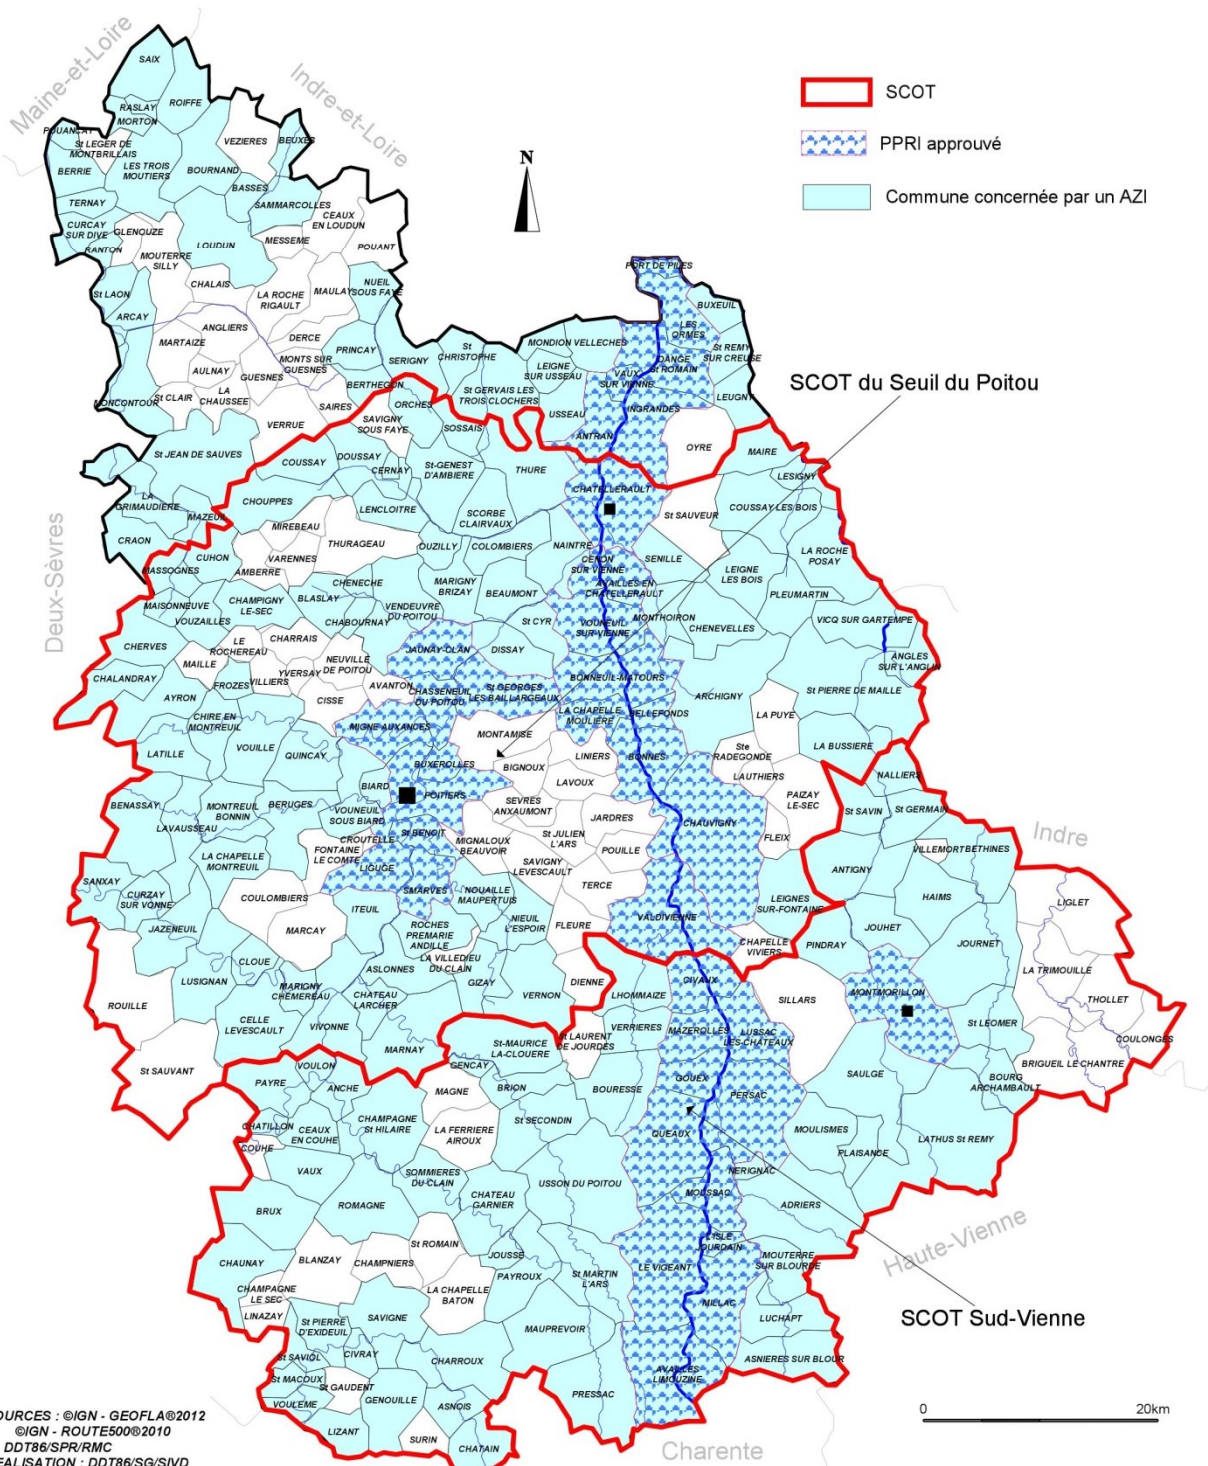 Maine-et-Loire
Indre-et-Loire
SCOT
PPRI approuvé
Commune concernée par un AZI
N
SAIX
RASLAY
ROIFFE
MORTON
St LEGER DE
MONTBRILLAIS
VEZIERES
BEUXES
BERRIE
LES TROIS
MOUTIERS
BOURNAND
BASSES
TERNAY
SAMMARCOLLES
CURCAY
SUR DIVE
GLENOUZE
CEAUX
EN LOUDUN
RANTON
MOUTERRE
SILLY
LOUDUN
MESSEME
POUANT
St LAON
CHALAIS
LA ROCHE
RIGAULT
MAULAY
NUEIL
SOUS FAYE
ARCAY
ANGLIERS
MARTAIZE
DERCE
PRINCAY
AULNAY
MONTS SUR
GUESNES
GUESNES
SERIGNY
St
CHRISTOPHE
MONDION
VELLECHES
PORT DE PILES
BUXEUIL
LES
ORMES
St REMY
SUR CREUSE
DANGE
St ROMAIN
LEIGNE
SUR USSEAU
VAUX
SUR VIENNE
St GERVAIS LES
TROIS CLOCHERS
BERTHEGON
St CLAIR
LA
CHAUSSEE
MONCONTOUR
SAIRES
VERRUE
SAVIGNY
SOUS FAYE
ORCHES
SOSSAIS
USSEAU
INGRANDES
LEUGNY
ANTRAN
OYRE
SCOT du Seuil du Poitou
MAIRE
LESIGNY
St JEAN DE SAUVES
COUSSAY
DOUSSAY
CERNAY
St-GENEST
D'AMBIERE
THURE
CHATELLERAULT
COUSSAY LES BOIS
LA
GRIMAUDIERE
MAZEUIL
CHOUPPES
LENCLOITRE
SCORBE
CLAIRVAUX
St SAUVEUR
Deux-Sèvres
CRAON
MIREBEAU
THURAGEAU
OUZILLY
COLOMBIERS
NAINTRE
SENILLE
LA ROCHE
POSAY
CUHON
MASSOGNES
VARENNES
AMBERRE
CHENECHE
MARIGNY
BRIZAY
BEAUMONT
CENON
SUR VIENNE
AVAILLES EN
CHATELLERAULT
LEIGNE
LES BOIS
PLEUMARTIN
MAISONNEUVE
CHAMPIGNY
LE-SEC
BLASLAY
VENDEUVRE
DU POITOU
VOUZAILLES
CHABOURNAY
St CYR
VOUNEUIL
SUR-VIENNE
MONTHOIRON
CHENEVELLES
VICQ SUR GARTEMPE
CHERVES
LE
ROCHEREAU
CHARRAIS
JAUNAY-CLAN
DISSAY
ANGLES
SUR L'ANGLIN
CHALANDRAY
MAILLE
NEUVILLE
DE POITOU
YVERSAY
AVANTON
BONNEUIL-MATOURS
AYRON
FROZES
VILLIERS
CISSE
CHASSENEUIL
DU POITOU
St GEORGES
LES BAILLARGEAUX
ARCHIGNY
St PIERRE DE MAILLE
CHIRE EN
MONTREUIL
MIGNE AUXANCES
LA CHAPELLE
MOULIERE
BELLEFONDS
LA PUYE
LATILLE
VOUILLE
QUINCAY
MONTAMISE
LA BUSSIERE
BUXEROLLES
BIGNOUX
LINIERS
BONNES
Ste
RADEGONDE
LAUTHIERS
NALLIERS
BIARD
POITIERS
LAVOUX
PAIZAY
LE-SEC
BENASSAY
MONTREUIL
BONNIN
BERUGES
VOUNEUIL
SOUS BIARD
SEVRES
ANXAUMONT
JARDRES
CHAUVIGNY
St SAVIN
St GERMAIN
LAVAUSSEAU
St BENOIT
CROUTELLE
FONTAINE
LE COMTE
MIGNALOUX
BEAUVOIR
St JULIEN
L'ARS
POUILLE
FLEIX
Indre
VILLEMORT
BETHINES
LA CHAPELLE
MONTREUIL
LIGUGE
SAVIGNY
LEVESCAULT
ANTIGNY
SANXAY
CURZAY
SUR VONNE
COULOMBIERS
SMARVES
NOUAILLE
MAUPERTUIS
TERCE
LEIGNES
SUR-FONTAINE
HAIMS
LIGLET
ITEUIL
JAZENEUIL
MARCAY
ROCHES
PREMARIE
ANDILLE
NIEUIL
L'ESPOIR
FLEURE
VALDIVIENNE
JOUHET
CHAPELLE
VIVIERS
PINDRAY
JOURNET
CLOUE
LA VILLEDIEU
DU CLAIN
LA TRIMOUILLE
LUSIGNAN
ASLONNES
GIZAY
DIENNE
CIVAUX
MARIGNY
CHEMEREAU
CHATEAU
LARCHER
VERNON
LHOMMAIZE
SILLARS
MONTMORILLON
THOLLET
ROUILLE
CELLE
LEVESCAULT
VIVONNE
VERRIERES
MAZEROLLES
LUSSAC
LES-CHATEAUX
St LEOMER
COULONGES
MARNAY
St-MAURICE
LA-CLOUERE
St LAURENT
DE JOURDES
BRIGUEIL LE CHANTRE
St SAUVANT
VOULON
GENCAY
SAULGE
BOURG
ARCHAMBAULT
PAYRE
ANCHE
MAGNE
BRION
BOURESSE
GOUEX
PERSAC
CHATILLON
CEAUX
EN COUHE
CHAMPAGNE
St HILAIRE
LA FERRIERE
AIROUX
St SECONDIN
QUEAUX
MOULISMES
LATHUS St REMY
COUHE
PLAISANCE
VAUX
SOMMIERES
DU CLAIN
USSON DU POITOU
NERIGNAC
BRUX
ROMAGNE
CHATEAU
GARNIER
MOUSSAC
ADRIERS
Haute-Vienne
St ROMAIN
L'ISLE
JOURDAIN
CHAUNAY
BLANZAY
CHAMPNIERS
JOUSSE
LE VIGEANT
MOUTERRE
SUR BLOURDE
CHAMPAGNE
LE SEC
LA CHAPELLE
BATON
PAYROUX
St MARTIN
L'ARS
MILLAC
LINAZAY
St PIERRE
D'EXIDEUIL
SAVIGNE
MAUPREVOIR
LUCHAPT
SCOT Sud-Vienne
St SAVIOL
CIVRAY
CHARROUX
AVAILLES
LIMOUZINE
ASNIERES SUR BLOUR
St MACOUX
St GAUDENT
GENOUILLE
ASNOIS
PRESSAC
VOULEME
LIZANT
SURIN
CHATAIN
Charente
0
20km
OURCES : ©IGN - GEOFLA®2012
©IGN - ROUTE500®2010
DDT86/SPR/RMC
EALISATION : DDT86/SG/SIVD